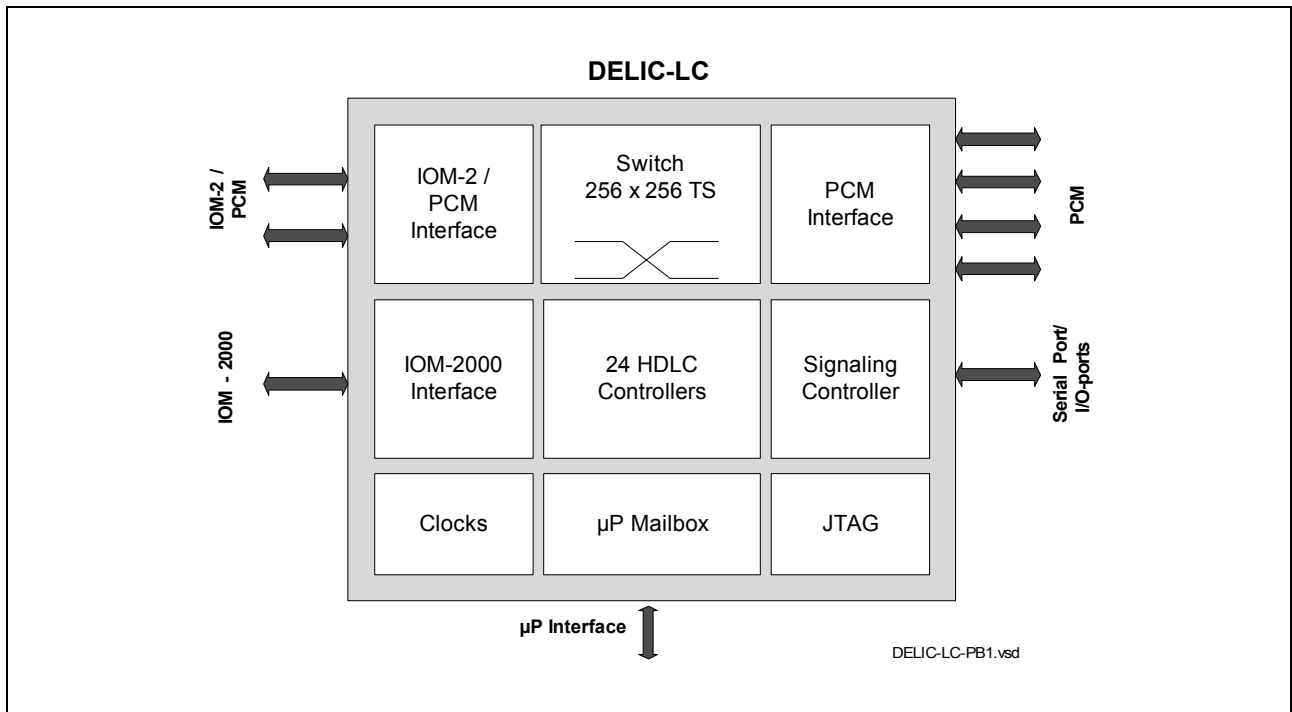 DELIC-LC
IOM-2 /
PCM
IOM-2 /
PCM
Interface
Switch
256 x 256 TS
PCM
Interface
PCM
IOM - 2000
IOM-2000
Interface
24 HDLC
Controllers
Signaling
Controller
Serial Port/
I/O-ports
Clocks
µP Mailbox
JTAG
µP Interface
DELIC-LC-PB1.vsd